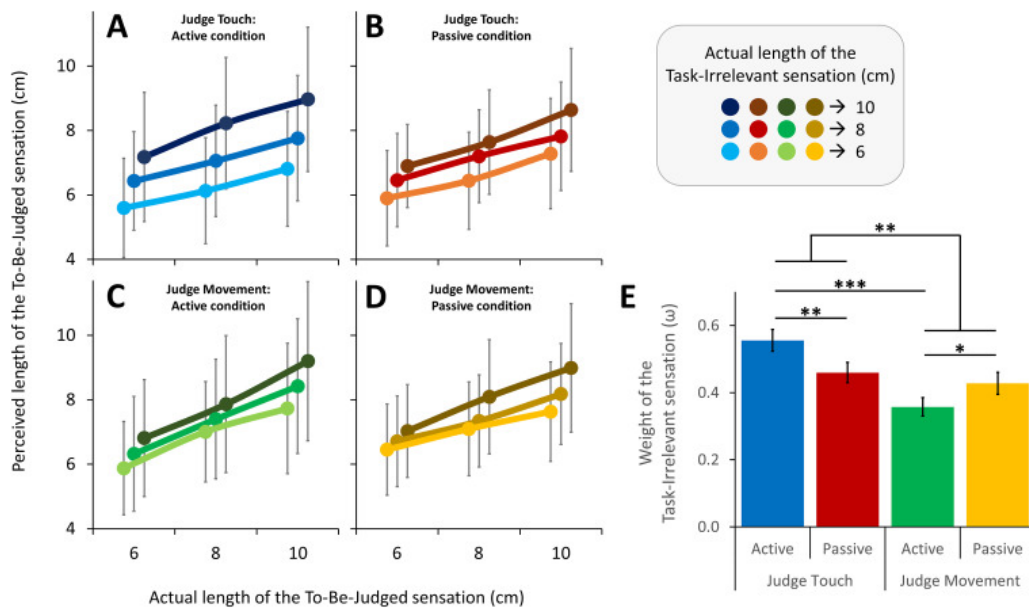 A
Judge Touch:
Active condition
B
Judge Touch:
Passive condition
Actual length of the
Task-Irrelevant sensation (cm)
→ 10
→ 8
→ 6
Perceived length of the To-Be-Judged sensation (cm)
10
8
6
4
C
Judge Movement:
Active condition
D
Judge Movement:
Passive condition
10
8
6
4
6
8
10
6
8
10
Actual length of the To-Be-Judged sensation (cm)
E
Weight of the
Task-Irrelevant sensation (ω)
0.6
0.4
0.2
0.0
**
***
**
*
Active
Passive
Active
Passive
Judge Touch
Judge Movement